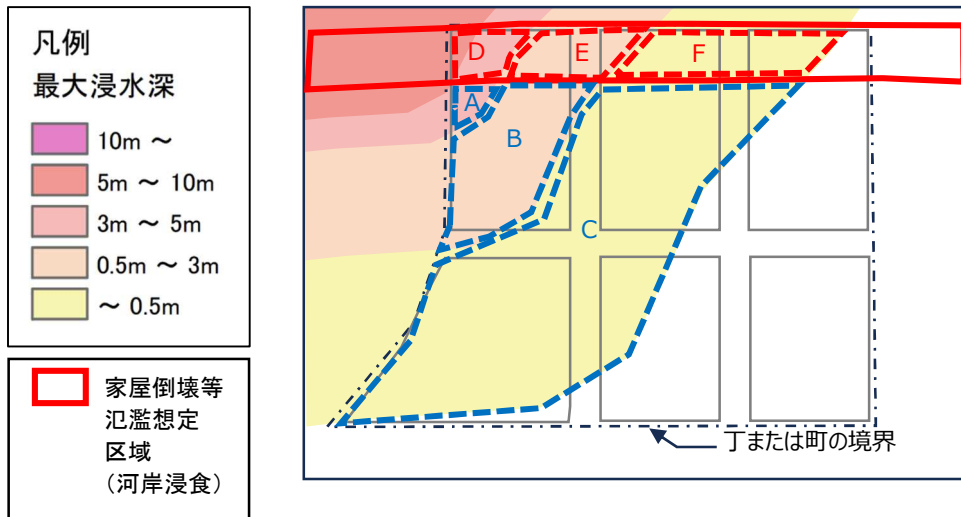 凡例
最大浸水深
10m ～
5m ～ 10m
3m ～ 5m
0.5m ～ 3m
～ 0.5m
家屋倒壊等
氾濫想定
区域
（河岸浸食）
D
E
F
A
B
C
丁または町の境界